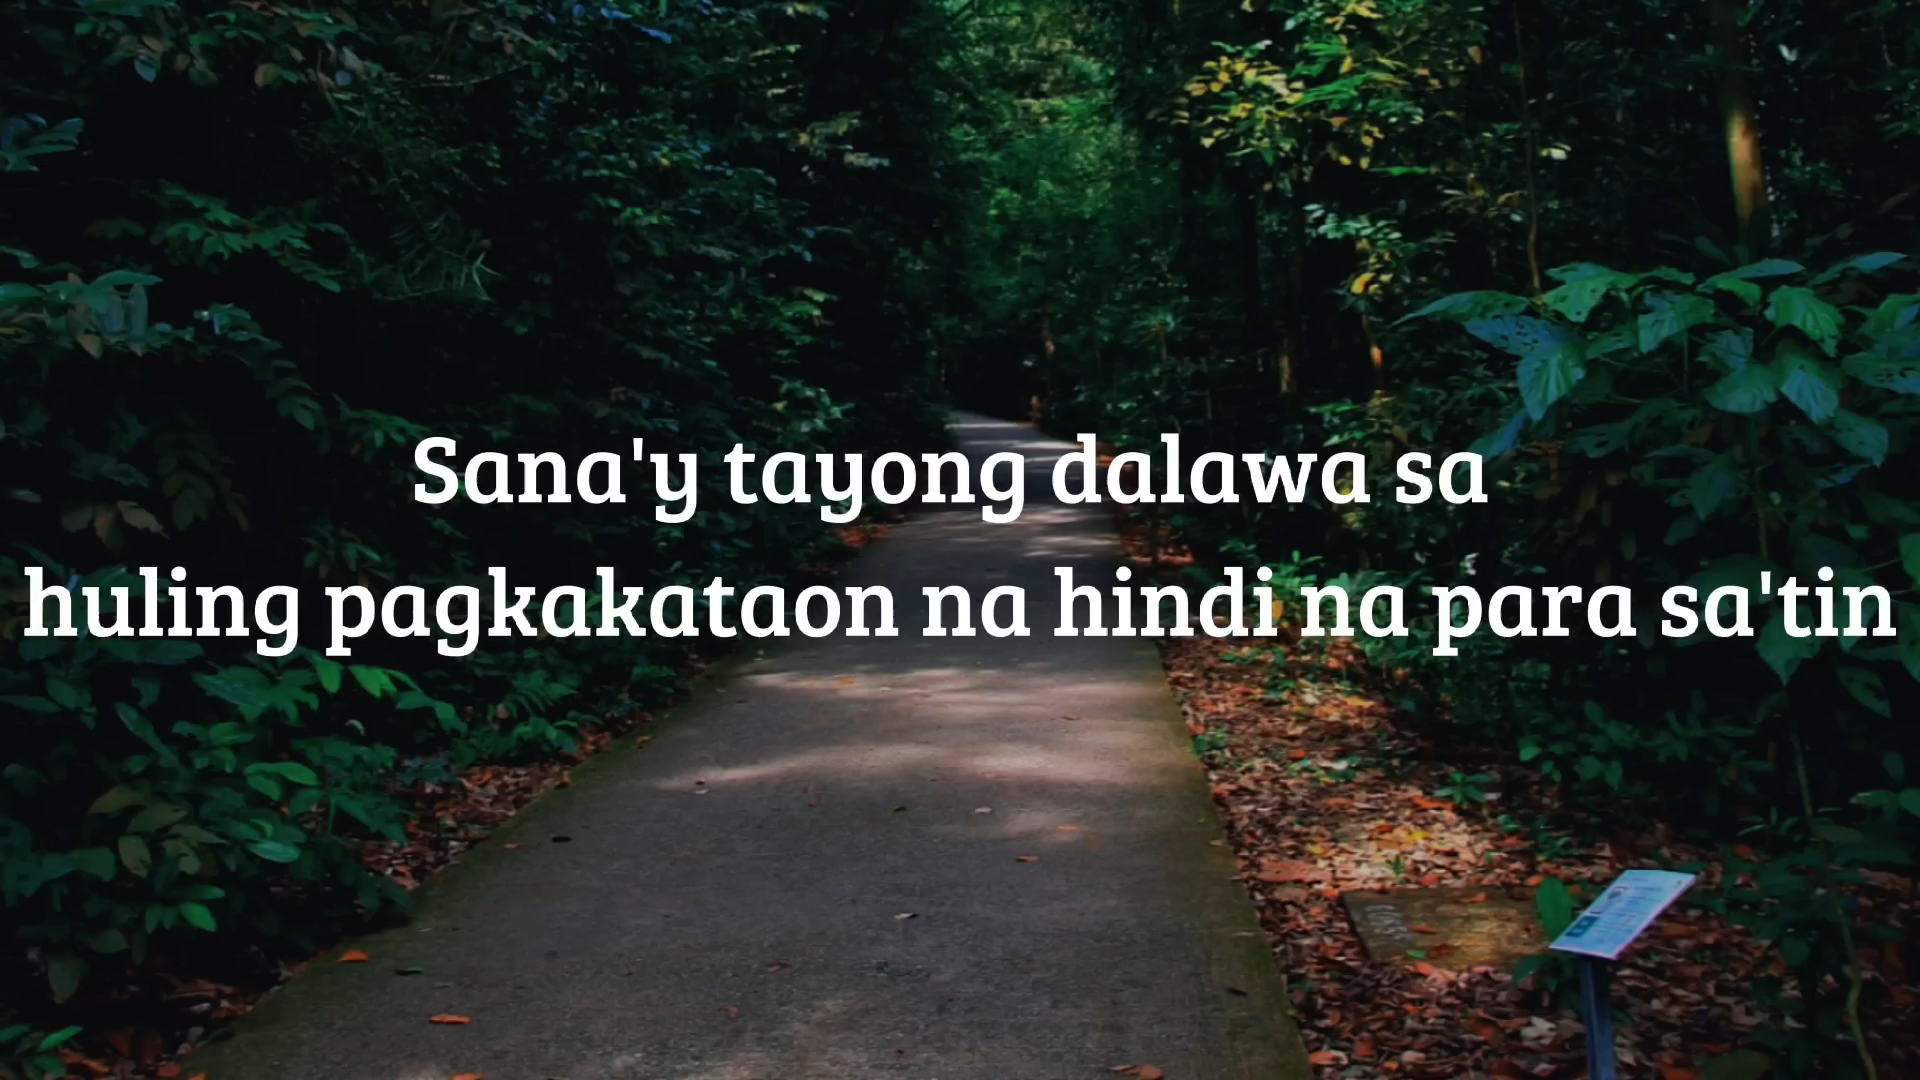 Sana'y tayong dalawa sa
huling pagkakataon na hindi na para sa'tin